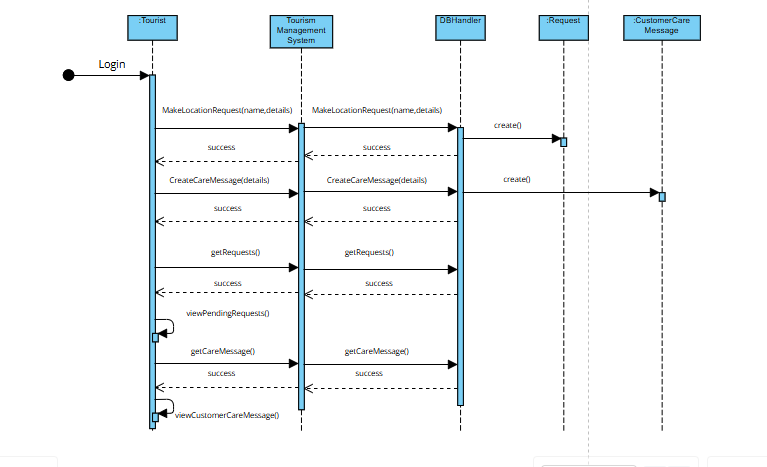 :Tourist
Tourism
Management
System
DBHandler
:Request
:CustomerCare
Message
Login
MakeLocationRequest(name,details)
MakeLocationRequest(name,details)
create()
success
success
CreateCareMessage(details)
CreateCareMessage(details)
create()
success
success
getRequests()
getRequests()
success
success
viewPendingRequests()
getCareMessage()
getCareMessage()
success
success
viewCustomerCareMessage()